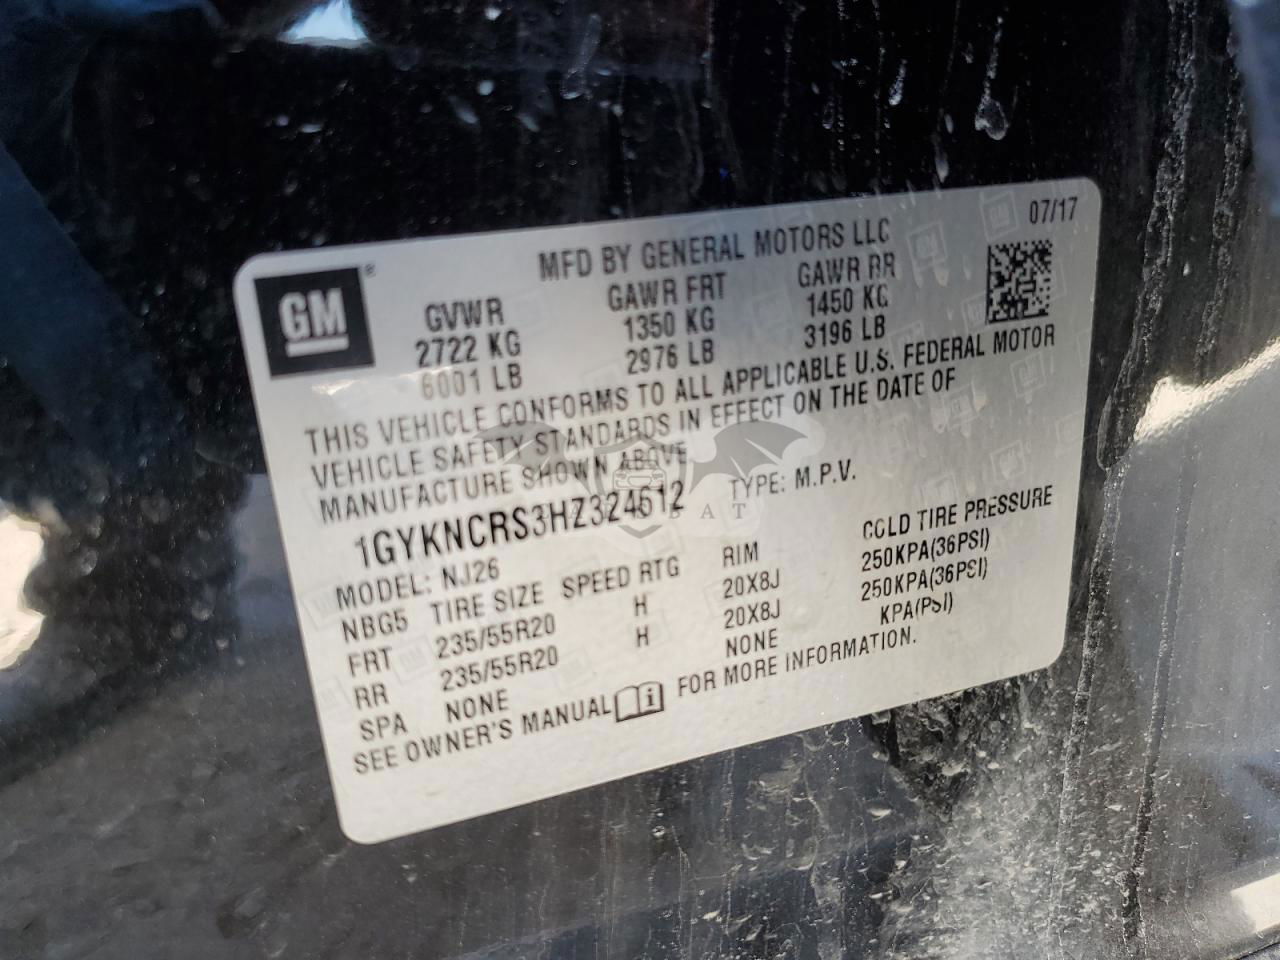 07/17
MFD BY GENERAL MOTORS LLC
GM®
GVWR GAWR FRT GAWR RR
2722 KG 1350 KG 1450 KG
6001 LB 2976 LB 3196 LB
THIS VEHICLE CONFORMS TO ALL APPLICABLE U.S. FEDERAL MOTOR
VEHICLE SAFETY STANDARDS IN EFFECT ON THE DATE OF
MANUFACTURE SHOWN ABOVE.
1GYKNCRS3HZ324612 TYPE: M.P.V.
MODEL: NJ26
NBG5 TIRE SIZE SPEED RTG RIM COLD TIRE PRESSURE
FRT 235/55R20 H 20X8J 250KPA(36PSI)
RR 235/55R20 H 20X8J 250KPA(36PSI)
SPA NONE NONE KPA(PSI)
SEE OWNER'S MANUAL FOR MORE INFORMATION.